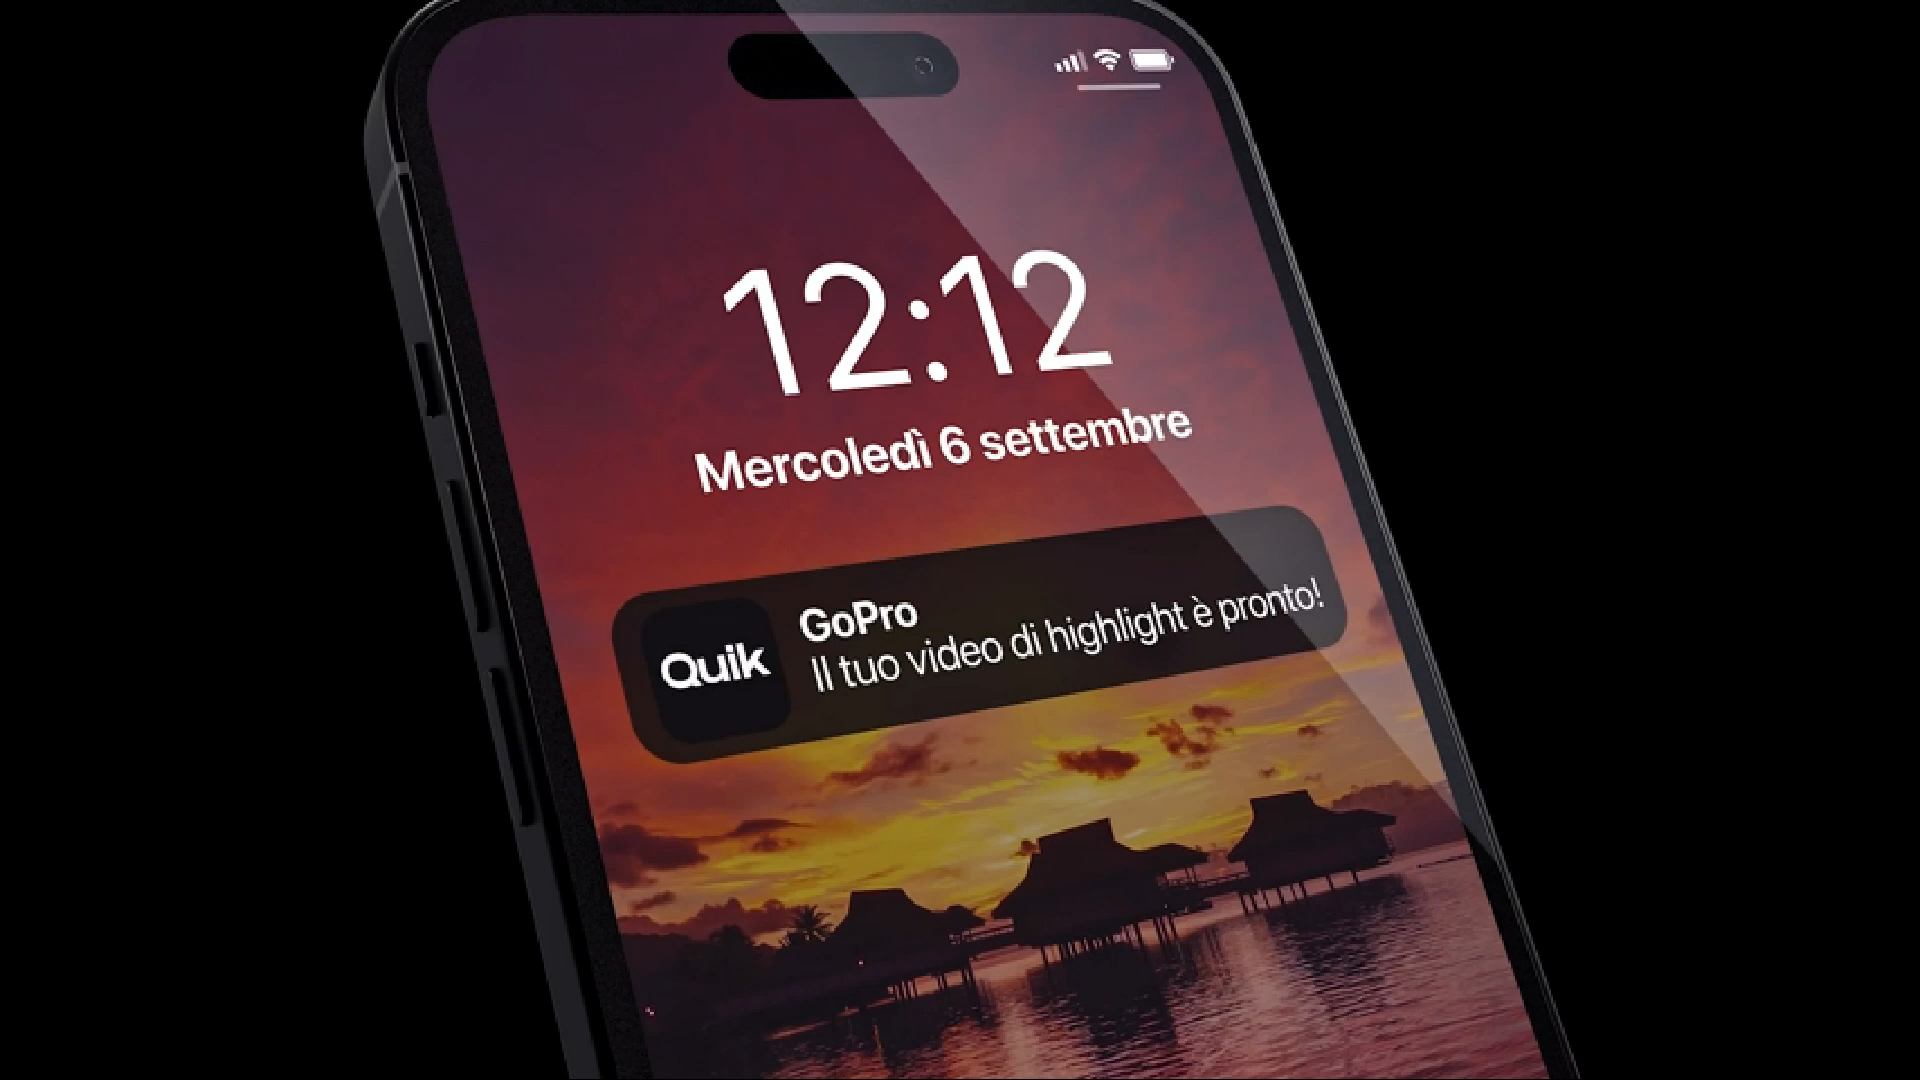 12:12
Mercoledì 6 settembre
GoPro
Quik
Il tuo video di highlight è pronto!